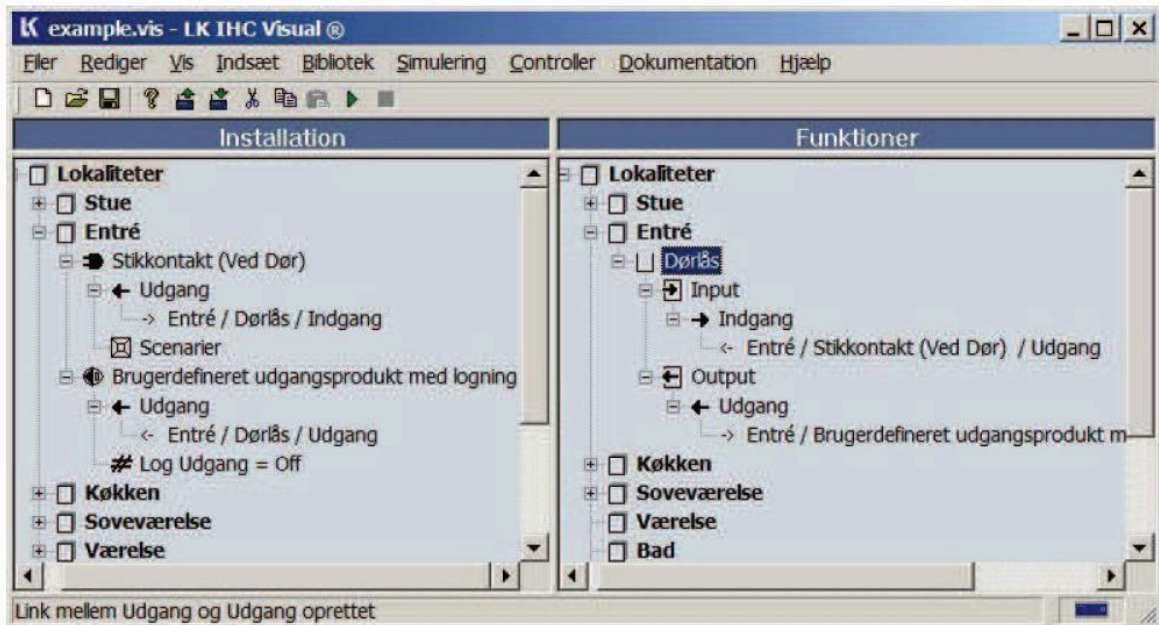 LK example.vis - LK IHC Visual ®
Filer Rediger Vis Indsæt Bibliotek Simulering Controller Dokumentation Hjælp
Installation
Lokaliteter
Stue
Entré
Stikkontakt (Ved Dør)
Udgang
-> Entré / Dørlås / Indgang
Scenarier
Brugerdefineret udgangsprodukt med logning
Udgang
<- Entré / Dørlås / Udgang
Log Udgang = Off
Køkken
Soveværelse
Værelse
Funktioner
Lokaliteter
Stue
Entré
Dørlås
Input
Indgang
<- Entré / Stikkontakt (Ved Dør) / Udgang
Output
Udgang
-> Entré / Brugerdefineret udgangsprodukt m
Køkken
Soveværelse
Værelse
Bad
Link mellem Udgang og Udgang oprettet